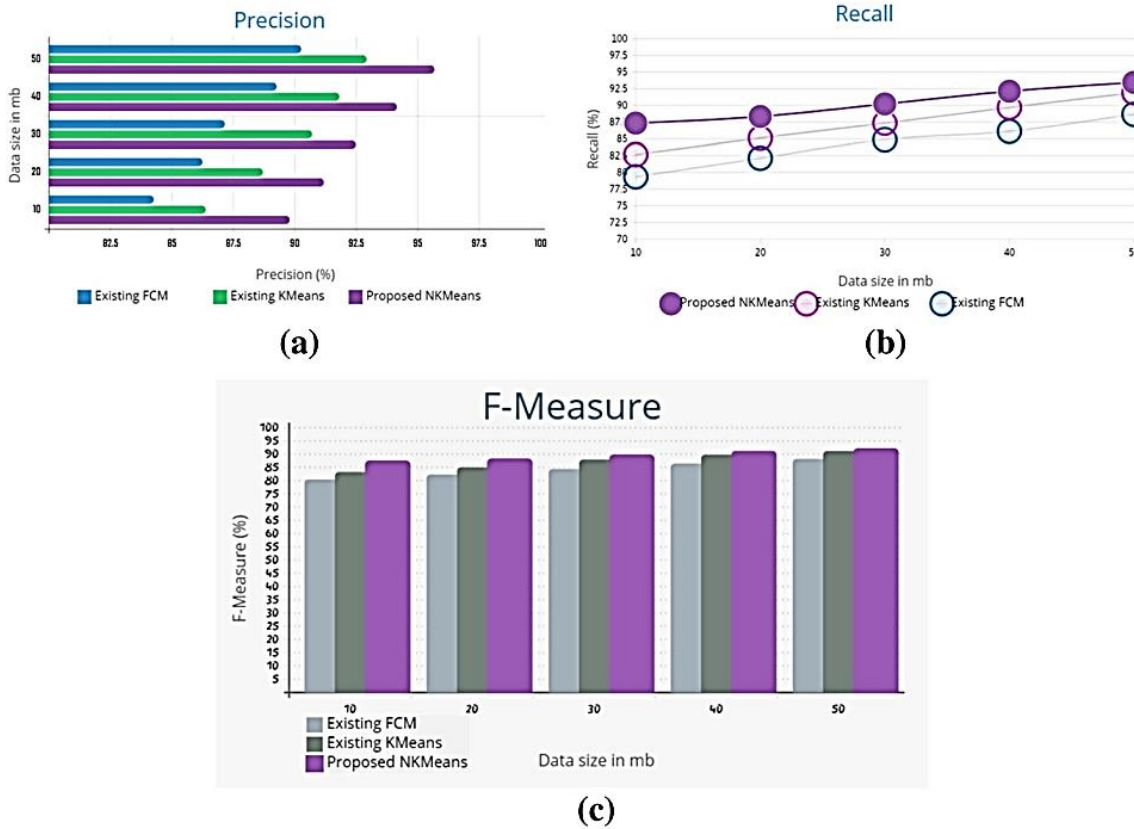 Precision
Data size in mb
50
40
30
20
10
82.5 85 87.5 90 92.5 95 97.5 100
Precision (%)
Existing FCM Existing KMeans Proposed NKMeans
(a)
Recall
Recall (%)
100
97.5
95
92.5
90
87
85
82
80
77.5
75
72.5
70
10 20 30 40 5
Data size in mb
Proposed NKMeans Existing KMeans Existing FCM
(b)
F-Measure
F-Measure (%)
100
95
90
85
80
75
70
65
60
55
50
45
40
35
30
25
20
15
10
5
10 20 30 40 50
Existing FCM
Existing KMeans
Proposed NKMeans
Data size in mb
(c)